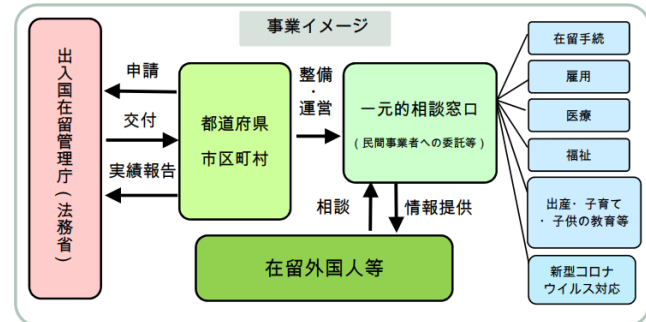 事業イメージ
出入国在留管理庁(法務省)
申請
交付
実績報告
都道府県
市区町村
整備
・
運営
一元的相談窓口
(民間事業者への委託等)
相談
情報提供
在留外国人等
在留手続
雇用
医療
福祉
出産・子育て
・子供の教育等
新型コロナ
ウイルス対応